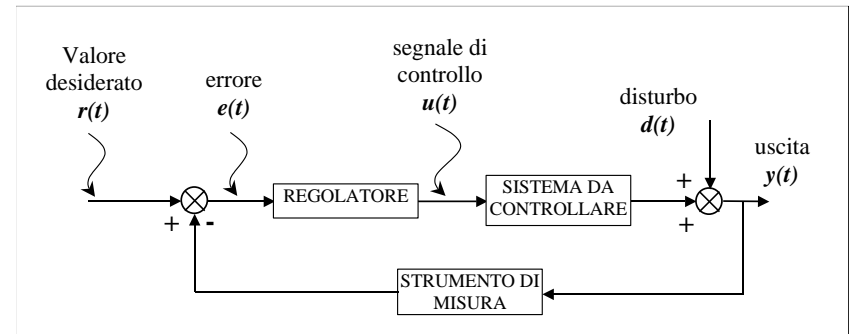 Valore
desiderato
r(t)
errore
e(t)
segnale di
controllo
u(t)
disturbo
d(t)
uscita
y(t)
REGOLATORE
SISTEMA DA
CONTROLLARE
+
-
+
+
STRUMENTO DI
MISURA